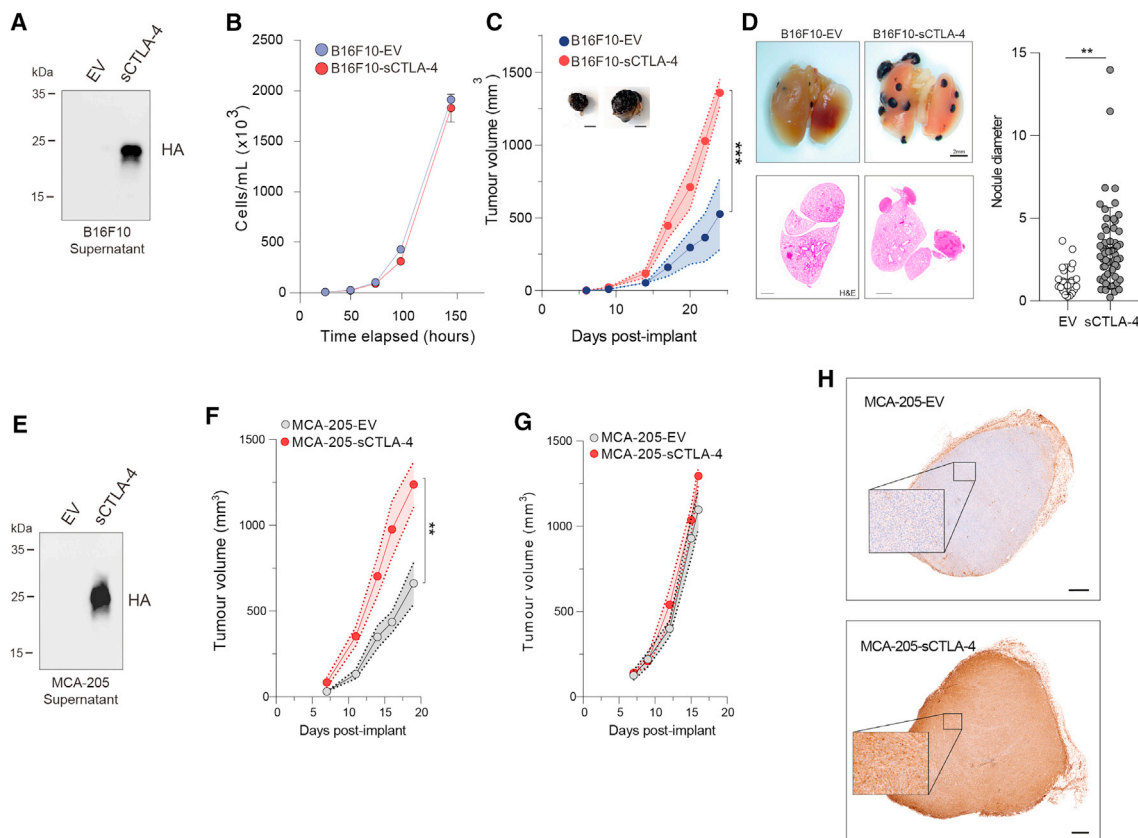 A
EV
sCTLA-4
kDa
35
25
15
HA
B16F10
Supernatant
B
B16F10-EV
B16F10-sCTLA-4
Cells/mL (x10^3)
2500
2000
1500
1000
500
0
0 50 100 150
Time elapsed (hours)
C
B16F10-EV
B16F10-sCTLA-4
Tumour volume (mm3)
1500
1000
500
0
0 10 20
Days post-implant
***
D
B16F10-EV B16F10-sCTLA-4
2mm
H&E
**
Nodule diameter
15
10
5
0
EV sCTLA-4
E
EV
sCTLA-4
kDa
35
25
15
HA
MCA-205
Supernatant
F
MCA-205-EV
MCA-205-sCTLA-4
Tumour volume (mm3)
1500
1000
500
0
0 5 10 15 20
Days post-implant
**
G
MCA-205-EV
MCA-205-sCTLA-4
Tumour volume (mm3)
1500
1000
500
0
0 5 10 15 20
Days post-implant
H
MCA-205-EV
MCA-205-sCTLA-4